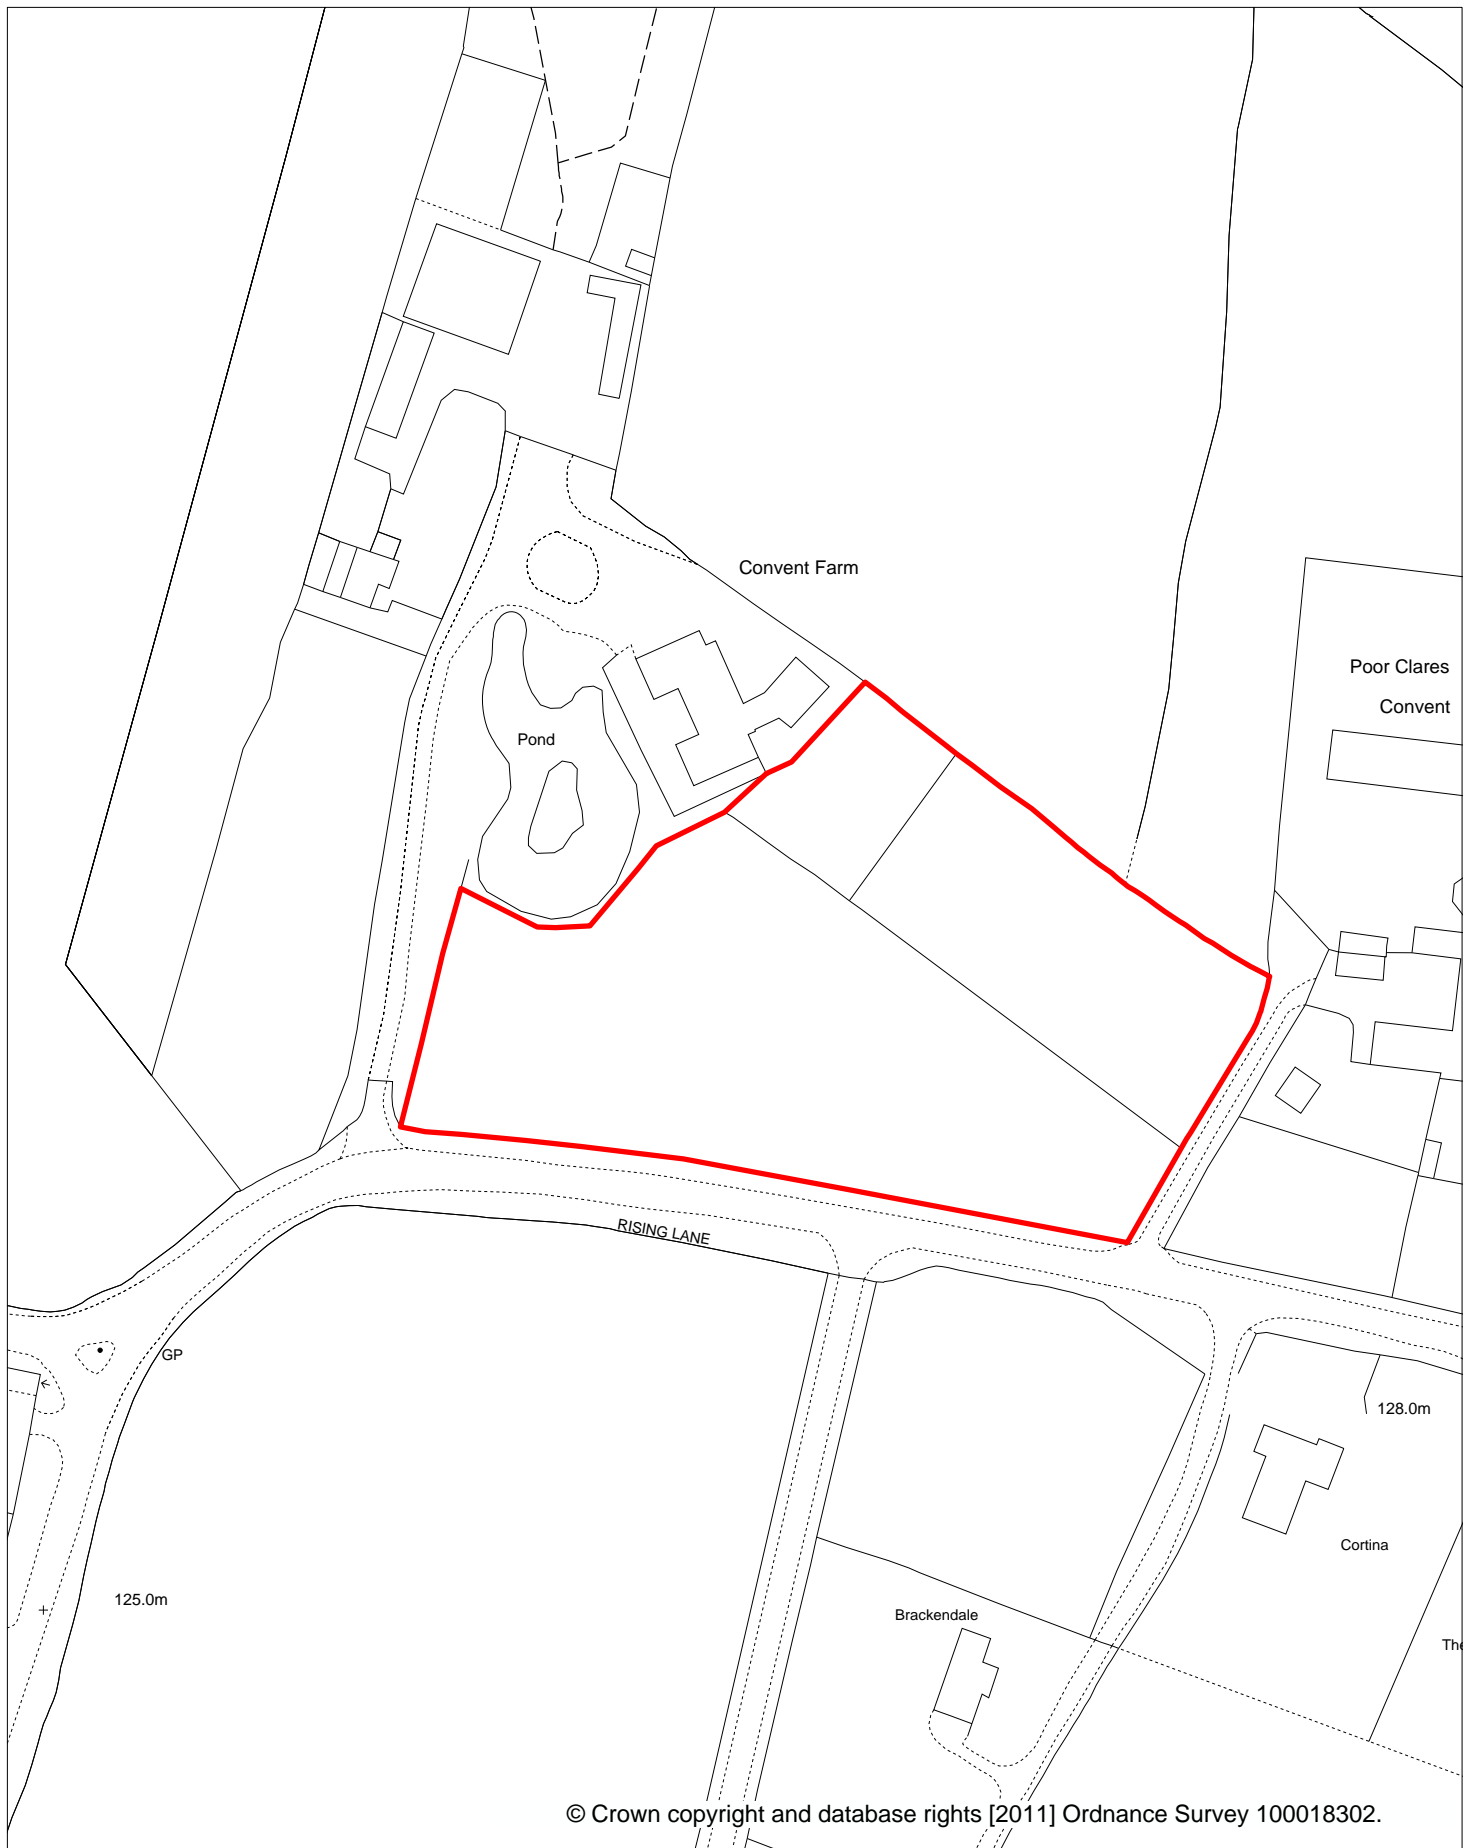 Convent Farm
Poor Clares
Convent
Pond
RISING LANE
GP
128.0m
Cortina
125.0m
Brackendale
The
© Crown copyright and database rights [2011] Ordnance Survey 100018302.